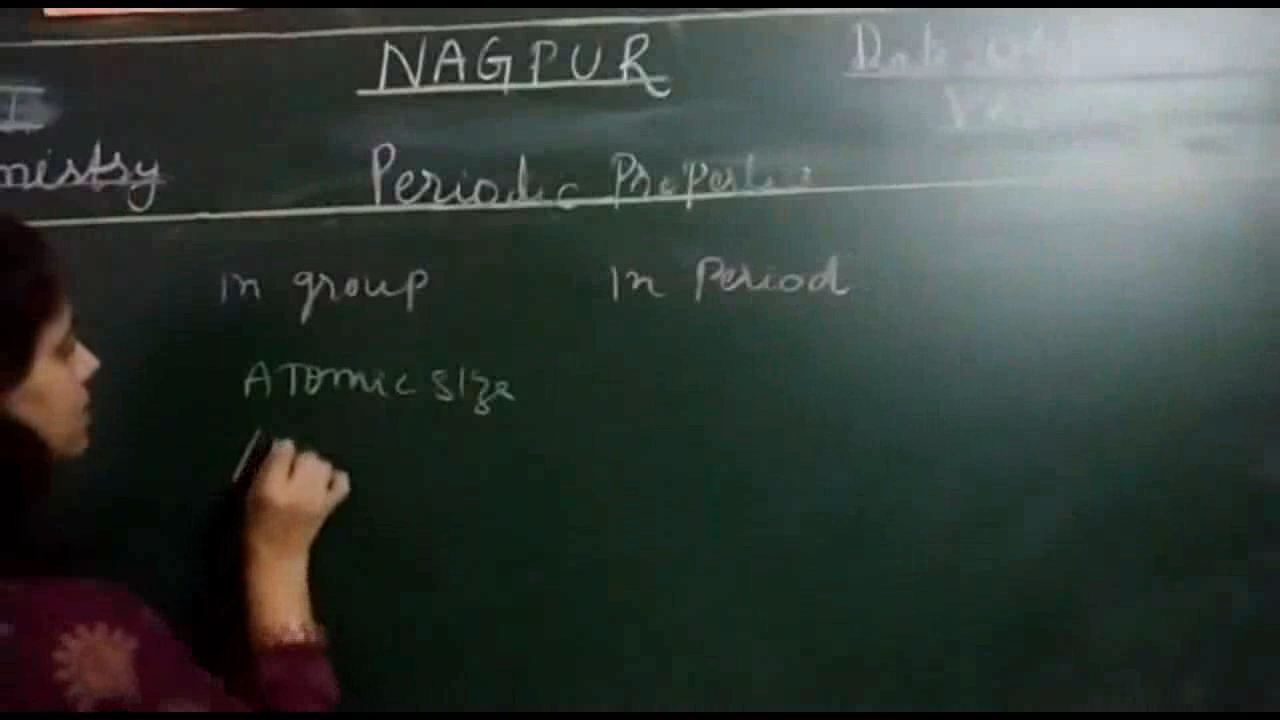 NAGPUR
I
mistry Periodic Properties
In group In Period
Atomic size